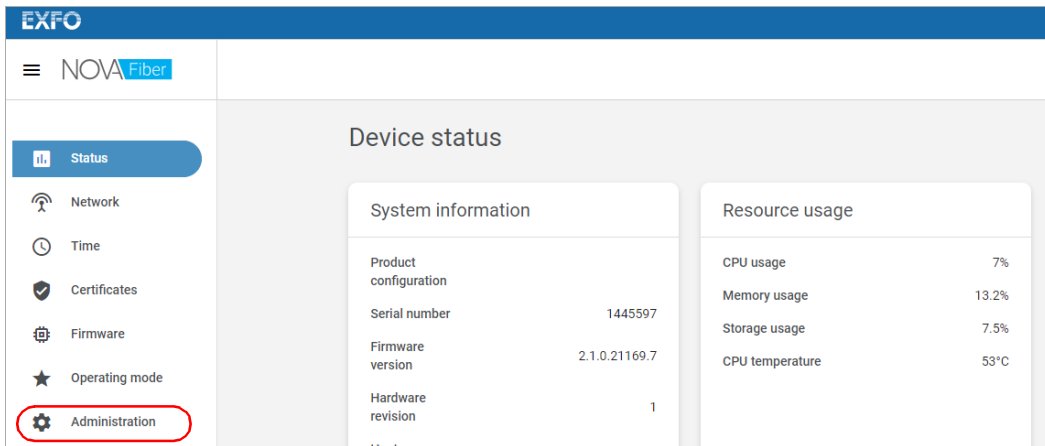 EXFO
NOVA Fiber
Device status
Status
Network
Time
Certificates
Firmware
Operating mode
Administration
System information
Product
configuration
Serial number 1445597
Firmware
version 2.1.0.21169.7
Hardware
revision 1
Resource usage
CPU usage 7%
Memory usage 13.2%
Storage usage 7.5%
CPU temperature 53°C